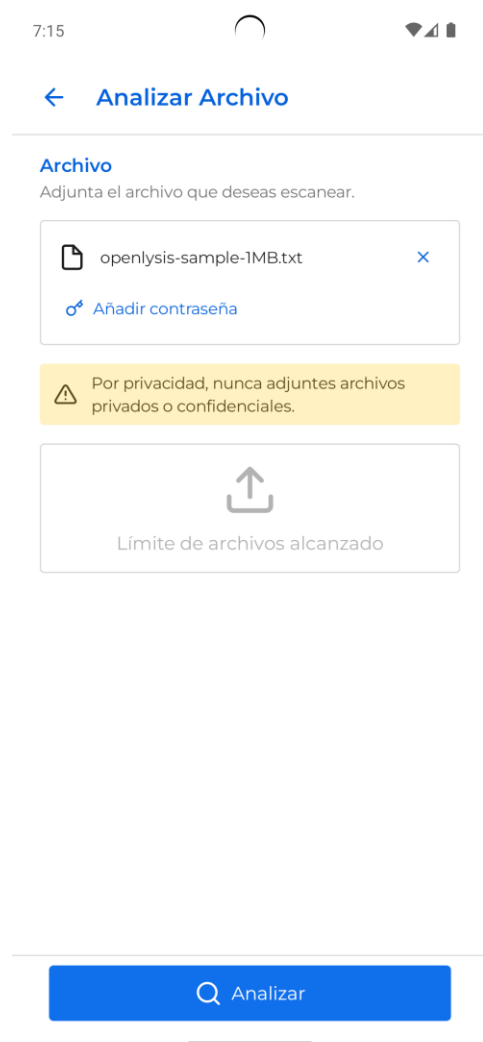 7:15
Analizar Archivo
Archivo
Adjunta el archivo que deseas escanear.
openlysis-sample-1MB.txt
Añadir contraseña
Por privacidad, nunca adjuntes archivos
privados o confidenciales.
Límite de archivos alcanzado
Analizar